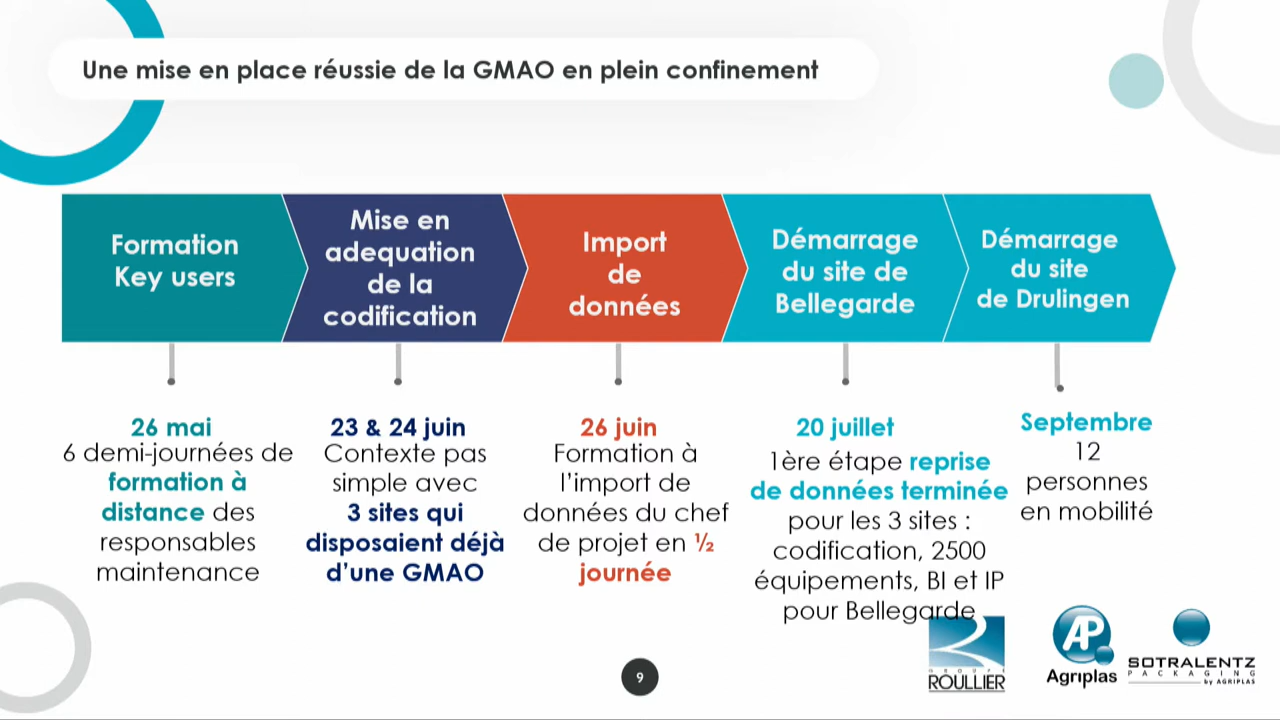 Une mise en place réussie de la GMAO en plein confinement
Formation
Key users
Mise en
adequation
de la
codification
Import
de
données
Démarrage
du site de
Bellegarde
Démarrage
du site
de Drulingen
26 mai
6 demi-journées de
formation à
distance des
responsables
maintenance
23 & 24 juin
Contexte pas
simple avec
3 sites qui
disposaient déjà
d'une GMAO
26 juin
Formation à
l'import de
données du chef
de projet en ½
journée
20 juillet
1ère étape reprise
de données terminée
pour les 3 sites :
codification, 2500
équipements, BI et IP
pour Bellegarde
Septembre
12
personnes
en mobilité
9
GROUPE
ROULLIER
AP
Agriplas
SOTRALENTZ
PACKAGING
by AGRIPLAS